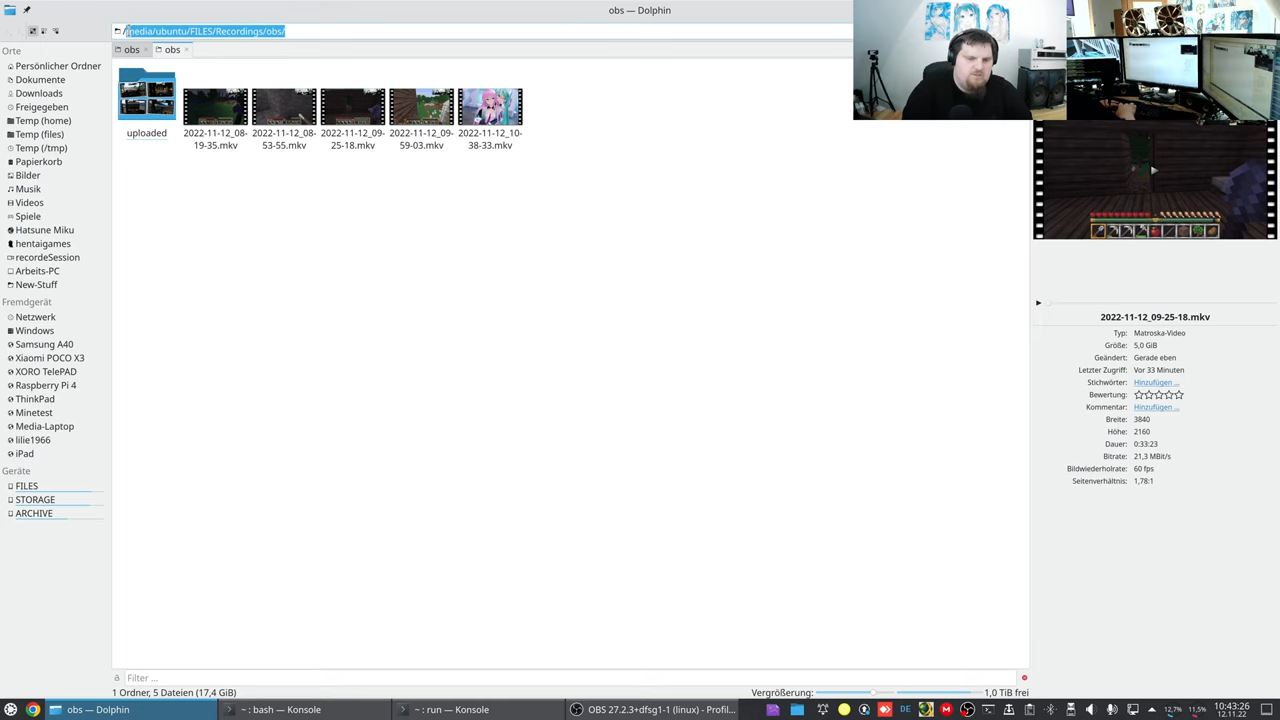 obs — Dolphin
/media/ubuntu/FILES/Recordings/obs/
obs
obs
Orte
Persönlicher Ordner
Dokumente
Downloads
Freigegeben
Temp (home)
Temp (files)
Temp (/tmp)
Papierkorb
Bilder
Musik
Videos
Spiele
Hatsune Miku
hentaigames
recordeSession
Arbeits-PC
New-Stuff
Fremdgerät
Netzwerk
Windows
Samsung A40
Xiaomi POCO X3
XORO TelePAD
Raspberry Pi 4
ThinkPad
Minetest
Media-Laptop
lilie1966
iPad
Geräte
FILES
STORAGE
ARCHIVE
uploaded
2022-11-12_08-
19-35.mkv
2022-11-12_08-
53-55.mkv
2022-11-12_09-
25-18.mkv
2022-11-12_09-
59-03.mkv
2022-11-12_10-
38-33.mkv
2022-11-12_09-25-18.mkv
Typ: Matroska-Video
Größe: 5,0 GiB
Geändert: Gerade eben
Letzter Zugriff: Vor 33 Minuten
Stichwörter: Hinzufügen ...
Bewertung:
Kommentar: Hinzufügen ...
Breite: 3840
Höhe: 2160
Dauer: 0:33:23
Bitrate: 21,3 MBit/s
Bildwiederholrate: 60 fps
Seitenverhältnis: 1,78:1
Filter ...
1 Ordner, 5 Dateien (17,4 GiB)
Vergrößerung:
1,0 TiB frei
obs — Dolphin
~ : bash — Konsole
~ : run — Konsole
OBS 27.2.3+dfsg1-1 (linux) - Profil...
DE
12,7%
11,5%
10:43:26
12.11.22